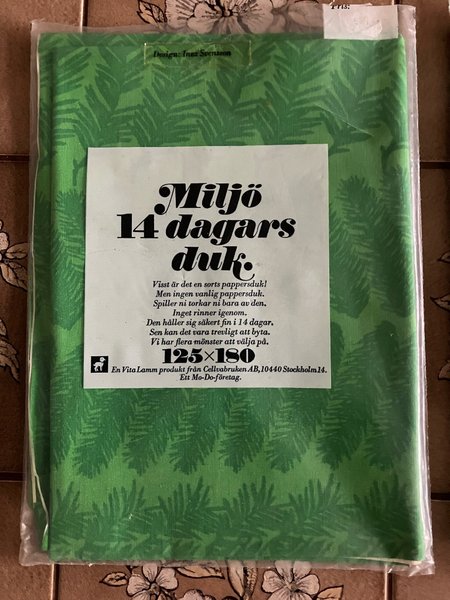 Pris:
Design: Inez Svensson
Miljö
14 dagars
duk.
Visst är det en sorts pappersduk!
Men ingen vanlig pappersduk.
Spiller ni torkar ni bara av den.
Inget rinner igenom.
Den håller sig säkert fin i 14 dagar.
Sen kan det vara trevligt att byta.
Vi har flera mönster att välja på.
125×180
En Vita Lamm produkt från Cellvabruken AB, 10440 Stockholm 14.
Ett Mo-Do-företag.